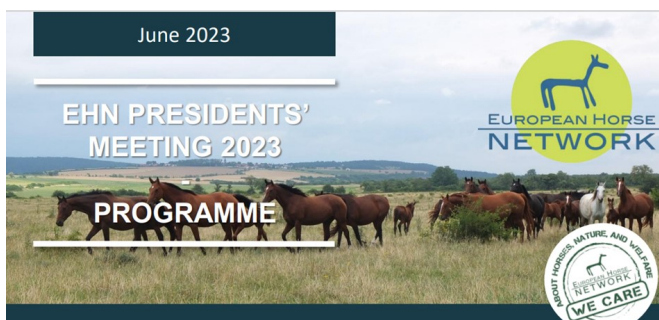 June 2023
EHN PRESIDENTS'
MEETING 2023
-
PROGRAMME
EUROPEAN HORSE
NETWORK
ABOUT HORSES, NATURE, AND WELFARE
EUROPEAN HORSE
NETWORK
WE CARE